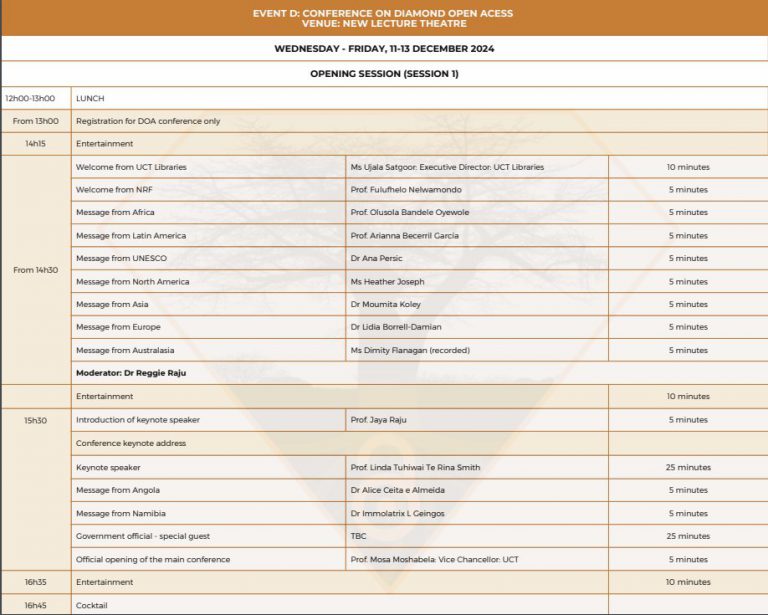 EVENT D: CONFERENCE ON DIAMOND OPEN ACESS
VENUE: NEW LECTURE THEATRE
WEDNESDAY - FRIDAY, 11-13 DECEMBER 2024
OPENING SESSION (SESSION 1)
12h00-13h00 LUNCH
From 13h00 Registration for DOA conference only
14h15 Entertainment
From 14h30
Welcome from UCT Libraries Ms Ujala Satgoor: Executive Director: UCT Libraries 10 minutes
Welcome from NRF Prof. Fulufhelo Nelwamondo 5 minutes
Message from Africa Prof. Olusola Bandele Oyewole 5 minutes
Message from Latin America Prof. Arianna Becerril García 5 minutes
Message from UNESCO Dr Ana Persic 5 minutes
Message from North America Ms Heather Joseph 5 minutes
Message from Asia Dr Moumita Koley 5 minutes
Message from Europe Dr Lidia Borrell-Damian 5 minutes
Message from Australasia Ms Dimity Flanagan (recorded) 5 minutes
Moderator: Dr Reggie Raju
Entertainment 10 minutes
15h30 Introduction of keynote speaker Prof. Jaya Raju 5 minutes
Conference keynote address
Keynote speaker Prof. Linda Tuhiwai Te Rina Smith 25 minutes
Message from Angola Dr Alice Ceita e Almeida 5 minutes
Message from Namibia Dr Immolatrix L Geingos 5 minutes
Government official - special guest TBC 25 minutes
Official opening of the main conference Prof. Mosa Moshabela: Vice Chancellor: UCT 5 minutes
16h35 Entertainment 10 minutes
16h45 Cocktail